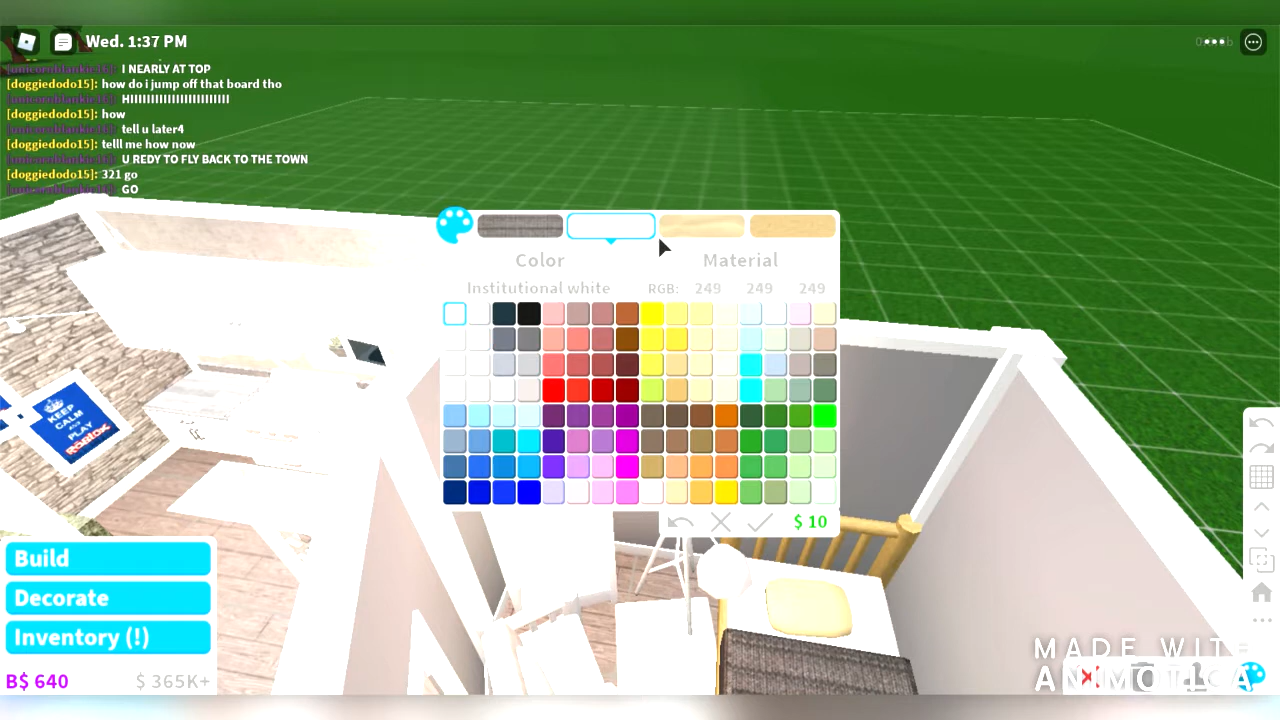 Wed. 1:37 PM
I NEARLY AT TOP
[doggiedodo15]: how do i jump off that board tho
HIIIIIIIIIIIIIIIIIIIIIIIII
[doggiedodo15]: how
tell u later4
[doggiedodo15]: telll me how now
U REDY TO FLY BACK TO THE TOWN
[doggiedodo15]: 321 go
GO
Color
Material
Institutional white
RGB: 249 249 249
KEEP
CALM
AND
PLAY
ROBLOX
$ 10
Build
Decorate
Inventory (!)
B$ 640
$ 365K+
MADE WITH
ANIMOTICA